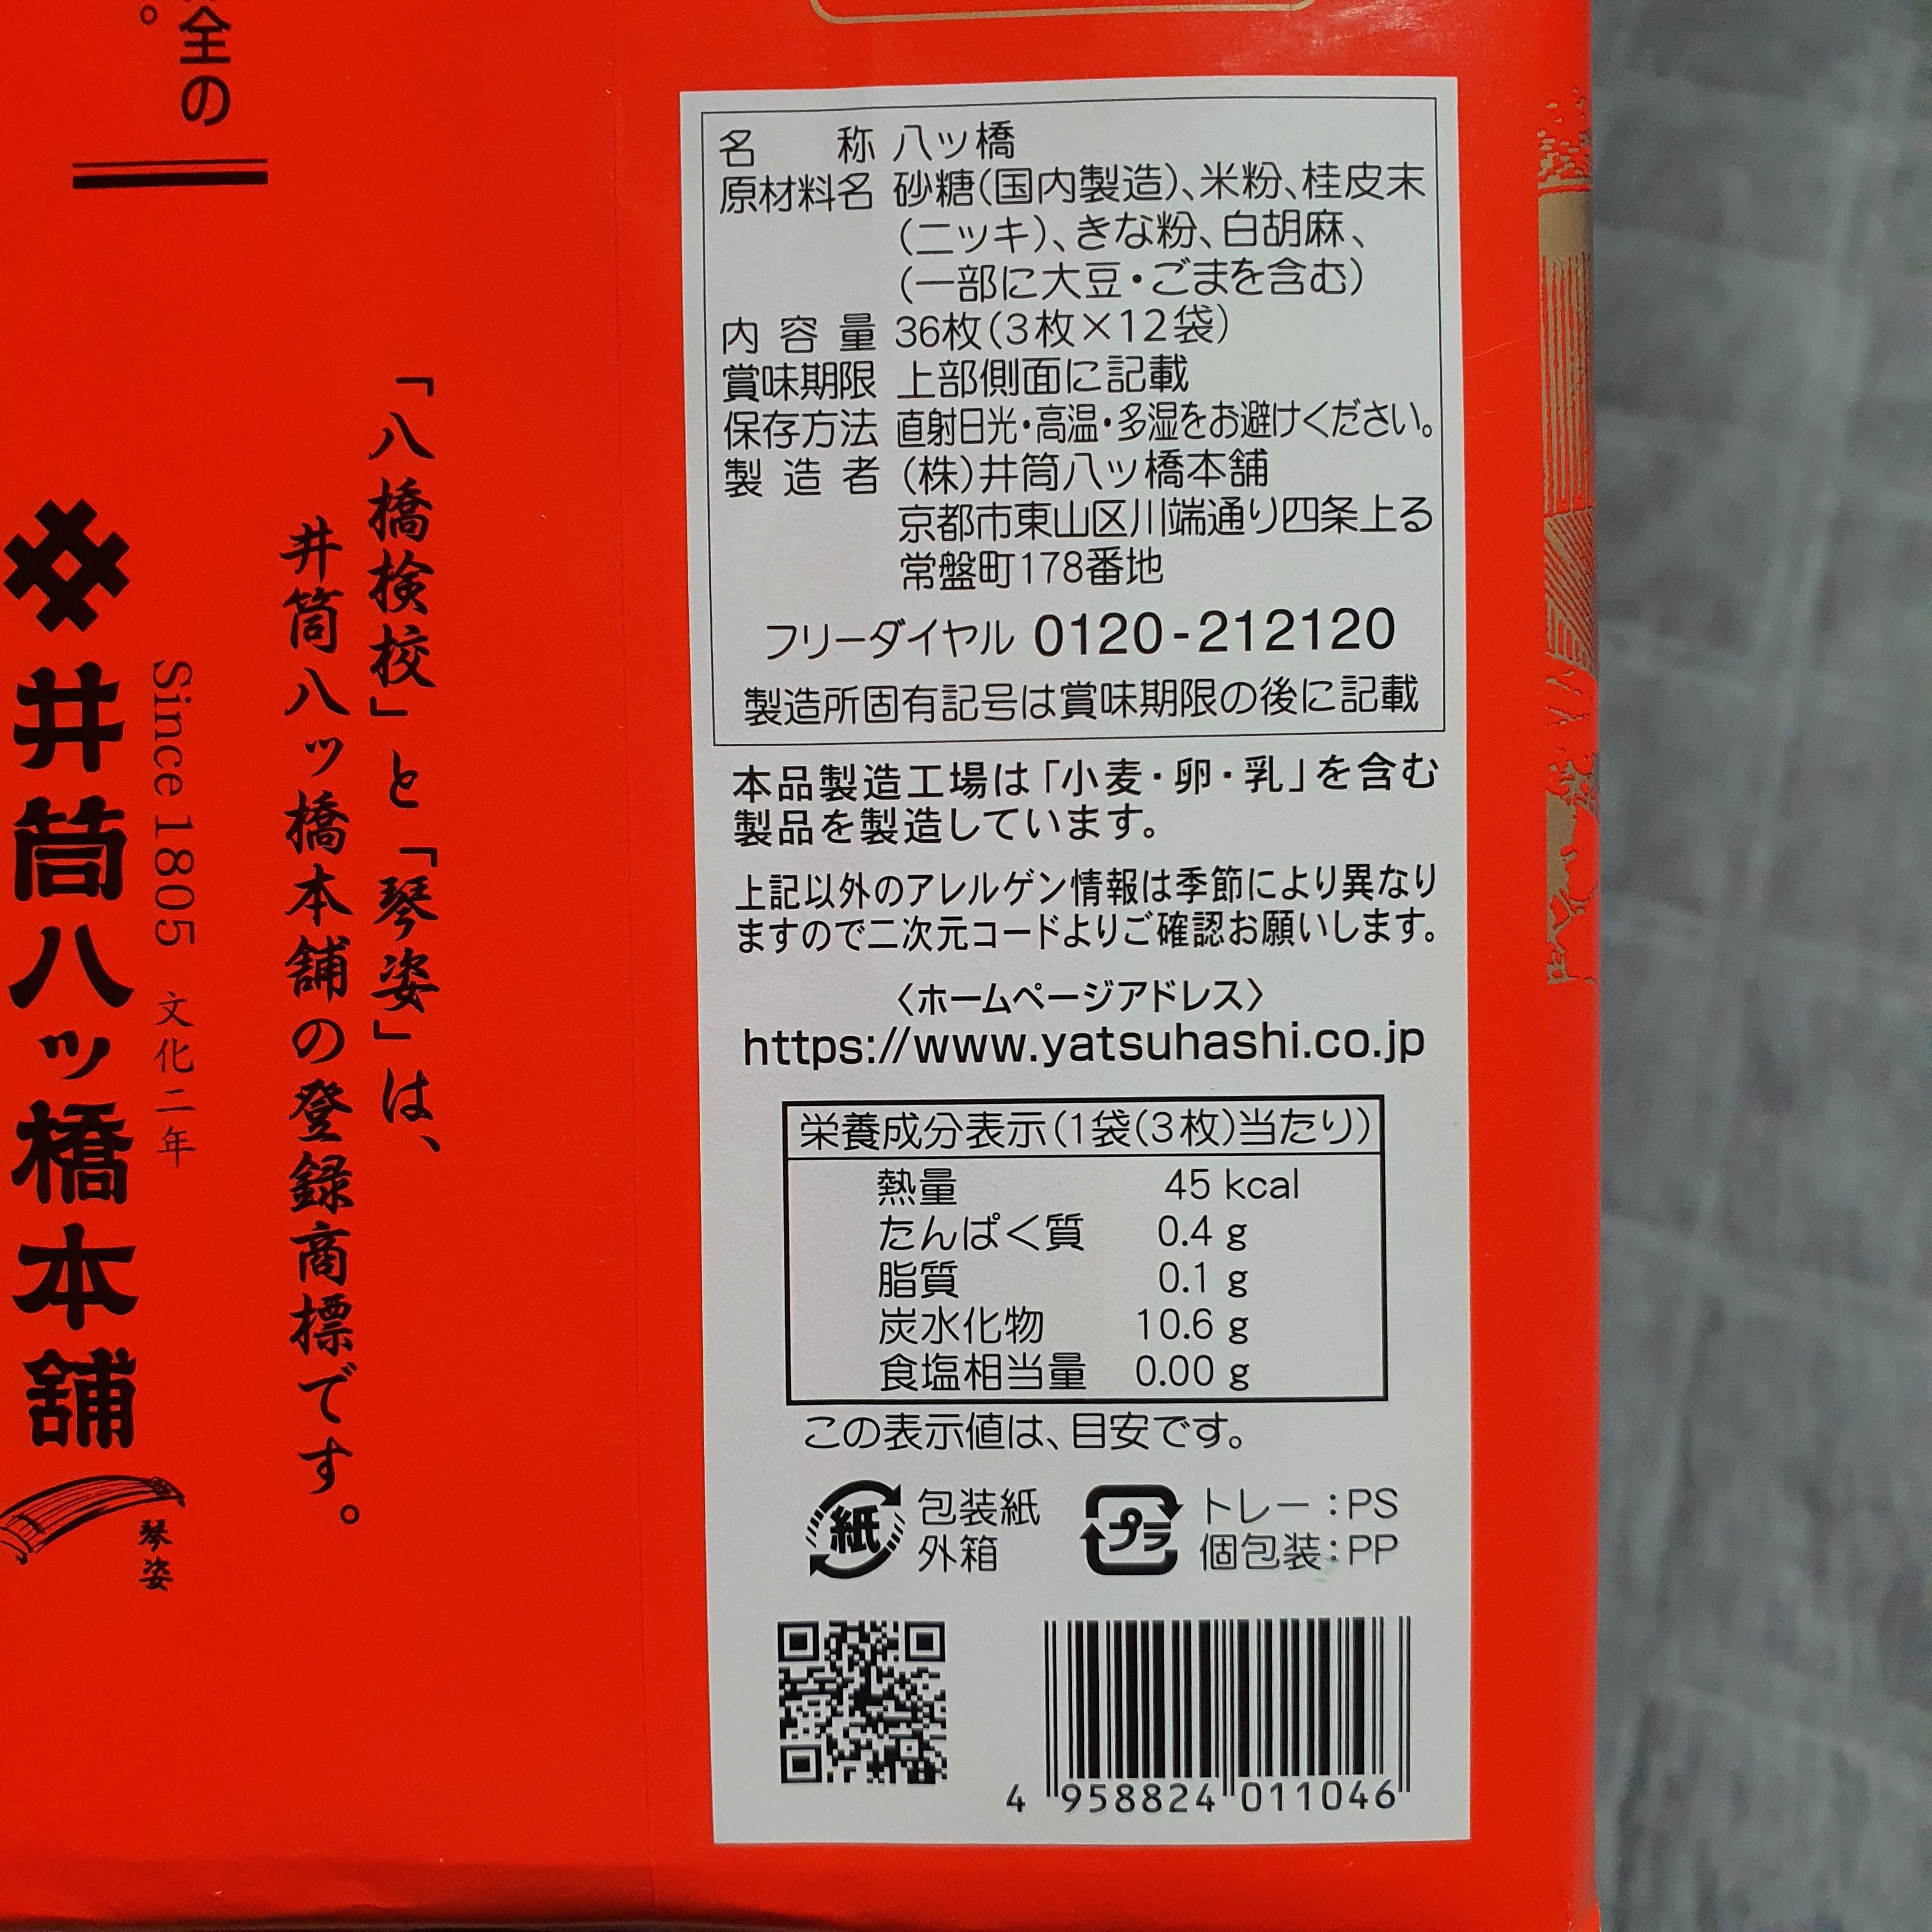 名称 八ッ橋
原材料名 砂糖(国内製造)、米粉、桂皮末
(ニッキ)、きな粉、白胡麻、
(一部に大豆・ごまを含む)
内容量 36枚(3枚×12袋)
賞味期限 上部側面に記載
保存方法 直射日光・高温・多湿をお避けください。
製造者 (株)井筒八ッ橋本舗
京都市東山区川端通り四条上る
常盤町178番地
フリーダイヤル 0120-212120
製造所固有記号は賞味期限の後に記載
本品製造工場は「小麦・卵・乳」を含む
製品を製造しています。
上記以外のアレルゲン情報は季節により異なり
ますので二次元コードよりご確認お願いします。
〈ホームページアドレス〉
https://www.yatsuhashi.co.jp
栄養成分表示(1袋(3枚)当たり)
熱量 45 kcal
たんぱく質 0.4 g
脂質 0.1 g
炭水化物 10.6 g
食塩相当量 0.00 g
この表示値は、目安です。
紙 包装紙
外箱
プラ トレー:PS
個包装:PP
4 958824 011046
全の
。
「八橋検校」と「琴姿」は、
井筒八ッ橋本舗の登録商標です。
Since 1805 文化二年
井筒八ッ橋本舗
琴姿